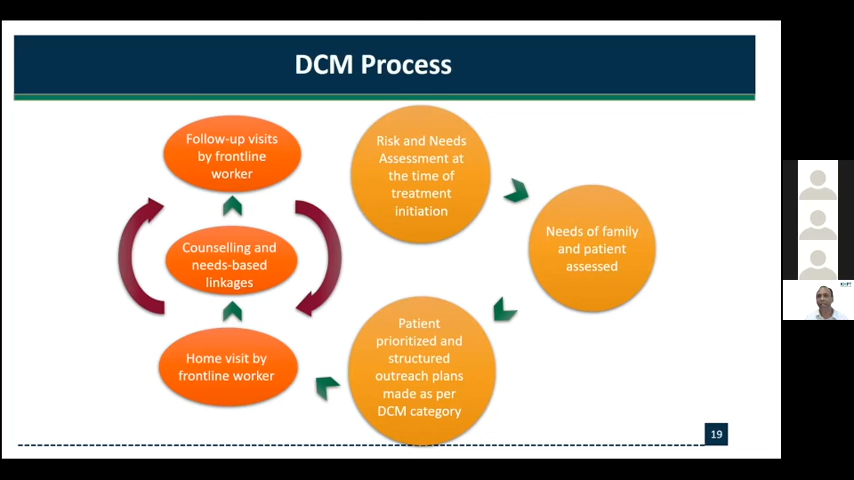 DCM Process
Follow-up visits
by frontline
worker
Counselling and
needs-based
linkages
Home visit by
frontline worker
Risk and Needs
Assessment at
the time of
treatment
initiation
Needs of family
and patient
assessed
Patient
prioritized and
structured
outreach plans
made as per
DCM category
19